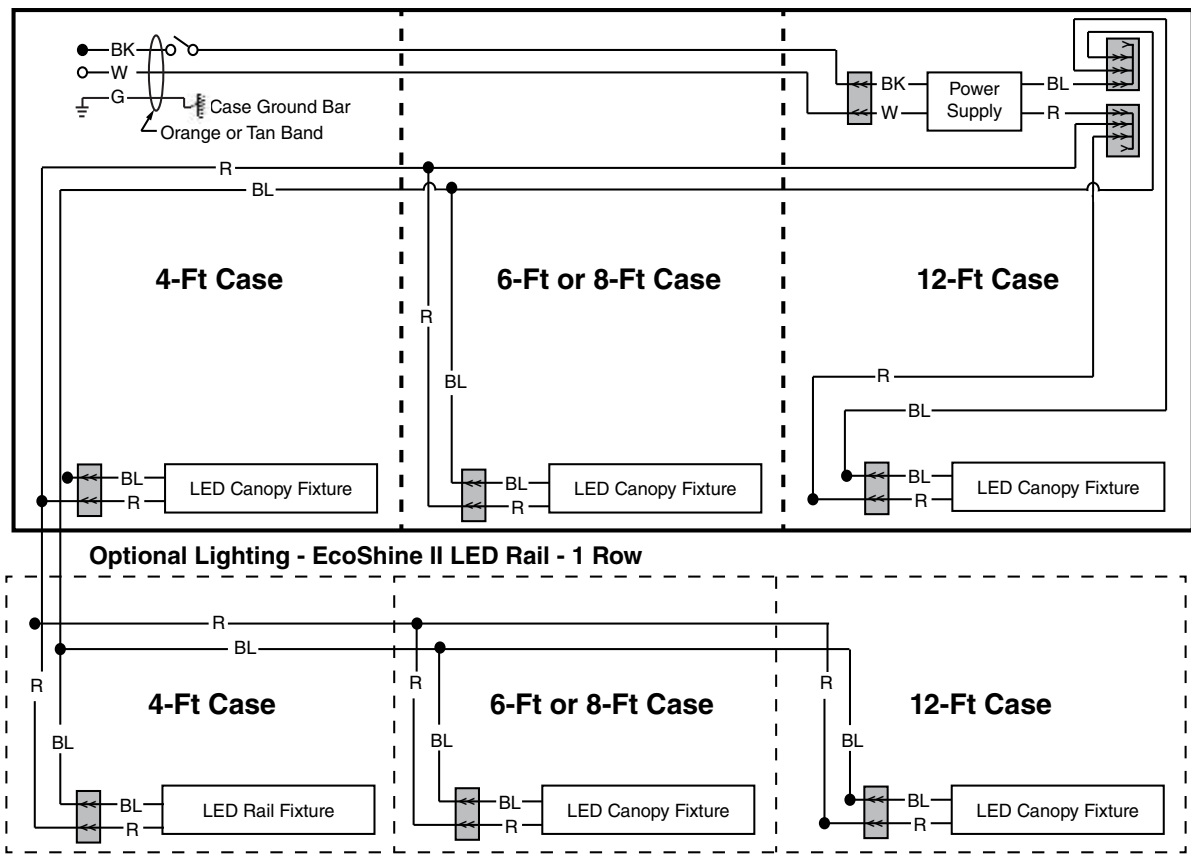 BK
W
G
Case Ground Bar
Orange or Tan Band
BK
W
Power
Supply
BL
R
R
BL
4-Ft Case
6-Ft or 8-Ft Case
12-Ft Case
R
BL
R
BL
BL
R
LED Canopy Fixture
BL
R
LED Canopy Fixture
BL
R
LED Canopy Fixture
Optional Lighting - EcoShine II LED Rail - 1 Row
R
BL
R
R
R
4-Ft Case
6-Ft or 8-Ft Case
12-Ft Case
BL
BL
BL
BL
R
LED Rail Fixture
BL
R
LED Canopy Fixture
BL
R
LED Canopy Fixture